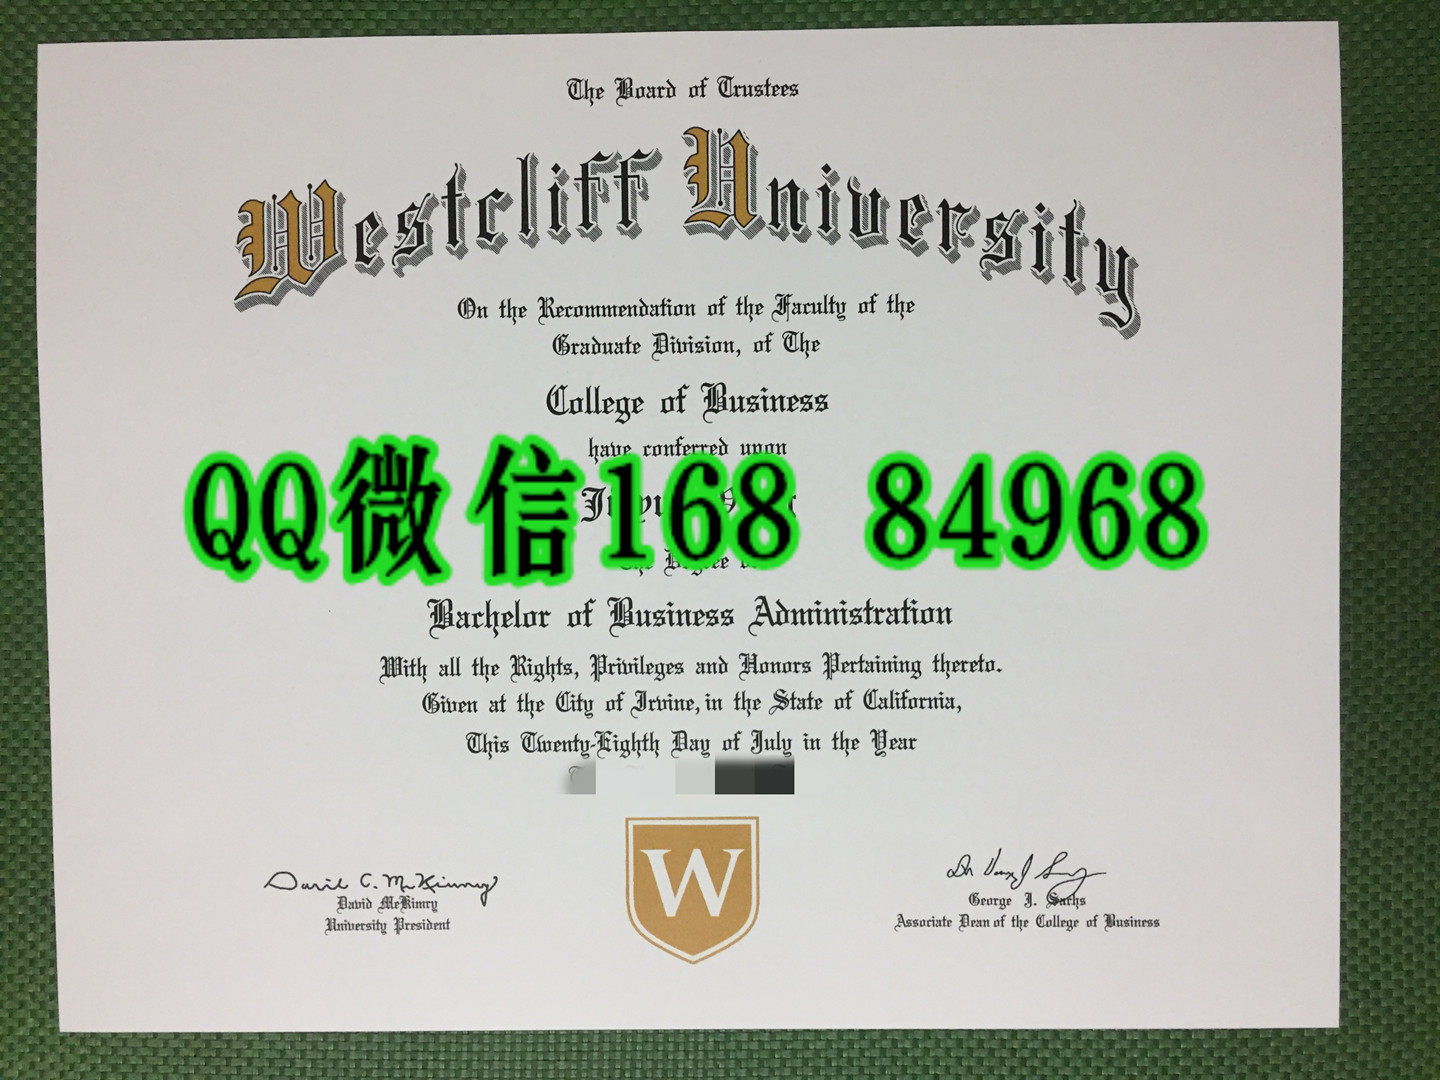 The Board of Trustees
Westcliff University
On the Recommendation of the Faculty of the
Graduate Division, of The
College of Business
have conferred upon
QQ微信168 84968
The Degree
Bachelor of Business Administration
With all the Rights, Privileges and Honors Pertaining thereto.
Given at the City of Irvine, in the State of California,
This Twenty-Eighth Day of July in the Year
W
David C. McKinney
David McKinry
University President
George J. Sachs
Associate Dean of the College of Business